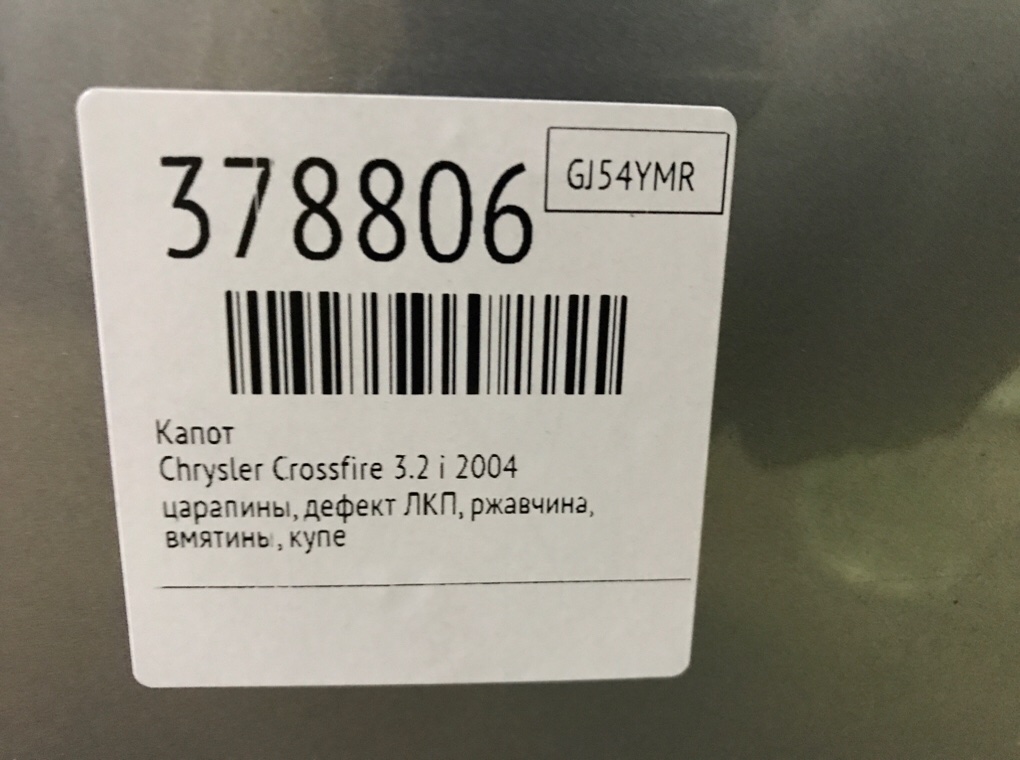 378806
GJ54YMR
Капот
Chrysler Crossfire 3.2 i 2004
царапины, дефект ЛКП, ржавчина,
вмятины, купе